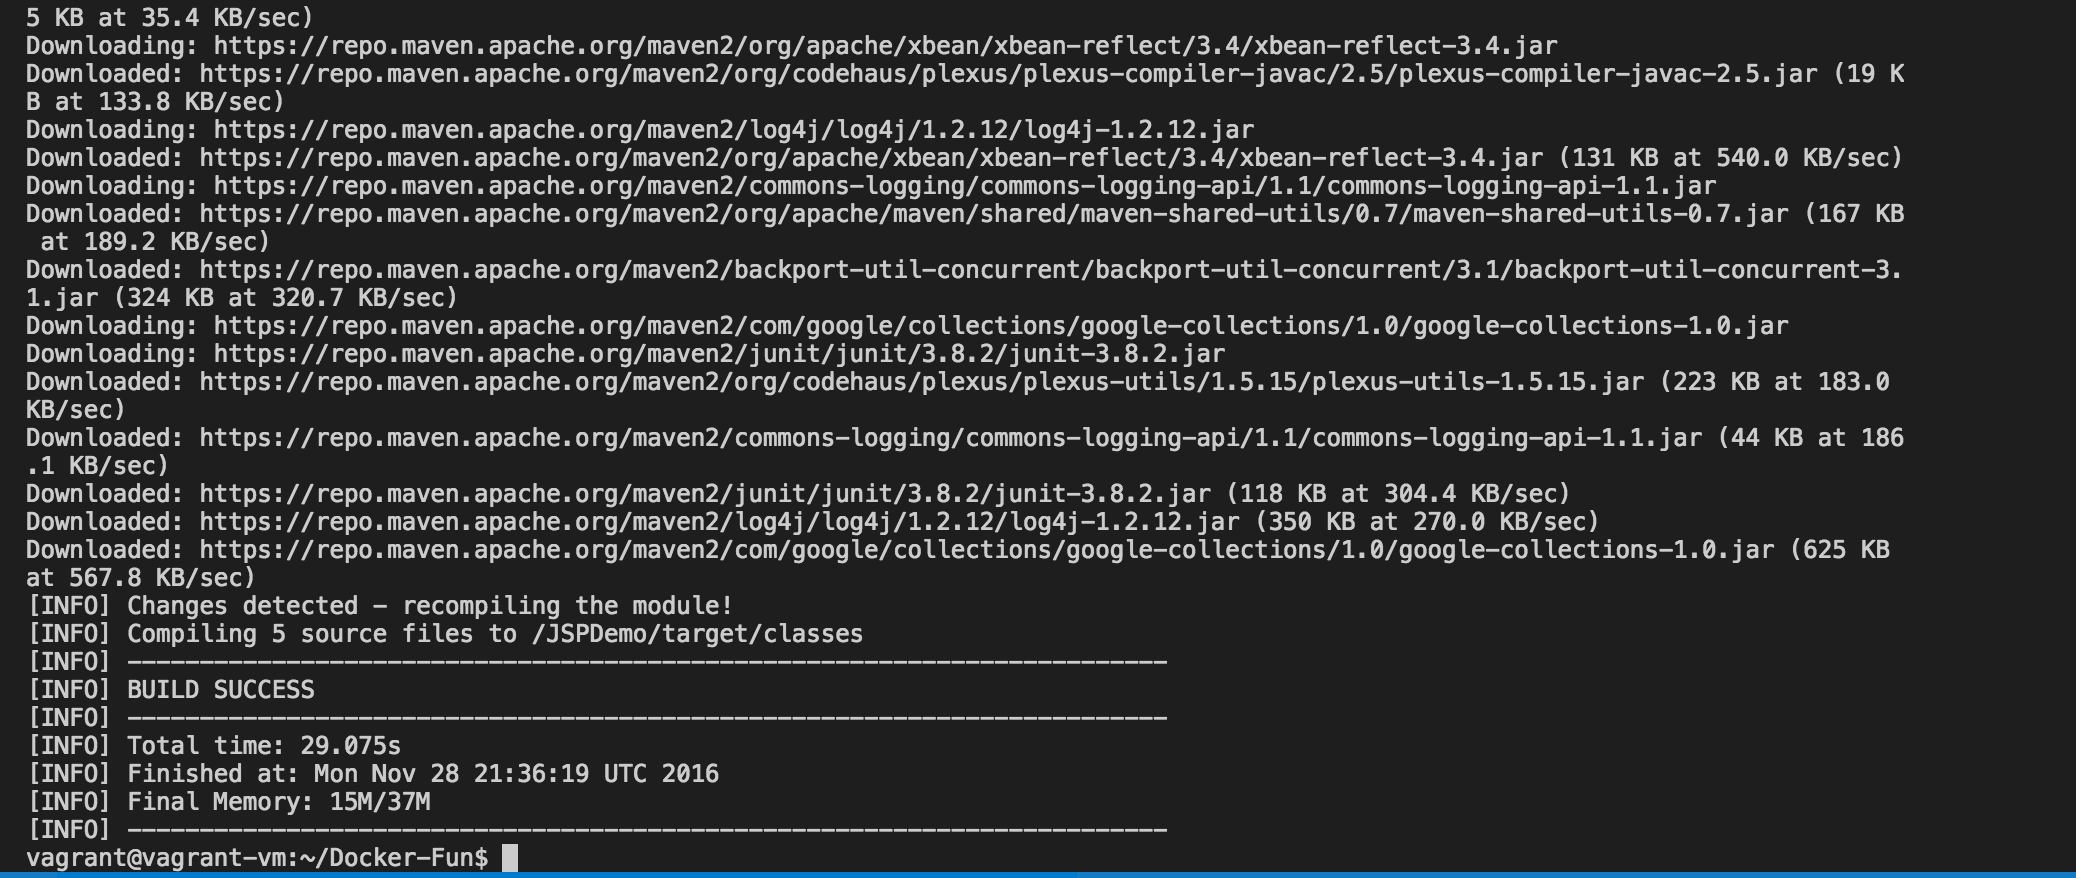 5 KB at 35.4 KB/sec)
Downloading: https://repo.maven.apache.org/maven2/org/apache/xbean/xbean-reflect/3.4/xbean-reflect-3.4.jar
Downloaded: https://repo.maven.apache.org/maven2/org/codehaus/plexus/plexus-compiler-javac/2.5/plexus-compiler-javac-2.5.jar (19 K
B at 133.8 KB/sec)
Downloading: https://repo.maven.apache.org/maven2/log4j/log4j/1.2.12/log4j-1.2.12.jar
Downloaded: https://repo.maven.apache.org/maven2/org/apache/xbean/xbean-reflect/3.4/xbean-reflect-3.4.jar (131 KB at 540.0 KB/sec)
Downloading: https://repo.maven.apache.org/maven2/commons-logging/commons-logging-api/1.1/commons-logging-api-1.1.jar
Downloaded: https://repo.maven.apache.org/maven2/org/apache/maven/shared/maven-shared-utils/0.7/maven-shared-utils-0.7.jar (167 KB
 at 189.2 KB/sec)
Downloaded: https://repo.maven.apache.org/maven2/backport-util-concurrent/backport-util-concurrent/3.1/backport-util-concurrent-3.
1.jar (324 KB at 320.7 KB/sec)
Downloading: https://repo.maven.apache.org/maven2/com/google/collections/google-collections/1.0/google-collections-1.0.jar
Downloading: https://repo.maven.apache.org/maven2/junit/junit/3.8.2/junit-3.8.2.jar
Downloaded: https://repo.maven.apache.org/maven2/org/codehaus/plexus/plexus-utils/1.5.15/plexus-utils-1.5.15.jar (223 KB at 183.0
KB/sec)
Downloaded: https://repo.maven.apache.org/maven2/commons-logging/commons-logging-api/1.1/commons-logging-api-1.1.jar (44 KB at 186
.1 KB/sec)
Downloaded: https://repo.maven.apache.org/maven2/junit/junit/3.8.2/junit-3.8.2.jar (118 KB at 304.4 KB/sec)
Downloaded: https://repo.maven.apache.org/maven2/log4j/log4j/1.2.12/log4j-1.2.12.jar (350 KB at 270.0 KB/sec)
Downloaded: https://repo.maven.apache.org/maven2/com/google/collections/google-collections/1.0/google-collections-1.0.jar (625 KB
at 567.8 KB/sec)
[INFO] Changes detected - recompiling the module!
[INFO] Compiling 5 source files to /JSPDemo/target/classes
[INFO] ------------------------------------------------------------------------
[INFO] BUILD SUCCESS
[INFO] ------------------------------------------------------------------------
[INFO] Total time: 29.075s
[INFO] Finished at: Mon Nov 28 21:36:19 UTC 2016
[INFO] Final Memory: 15M/37M
[INFO] ------------------------------------------------------------------------
vagrant@vagrant-vm:~/Docker-Fun$